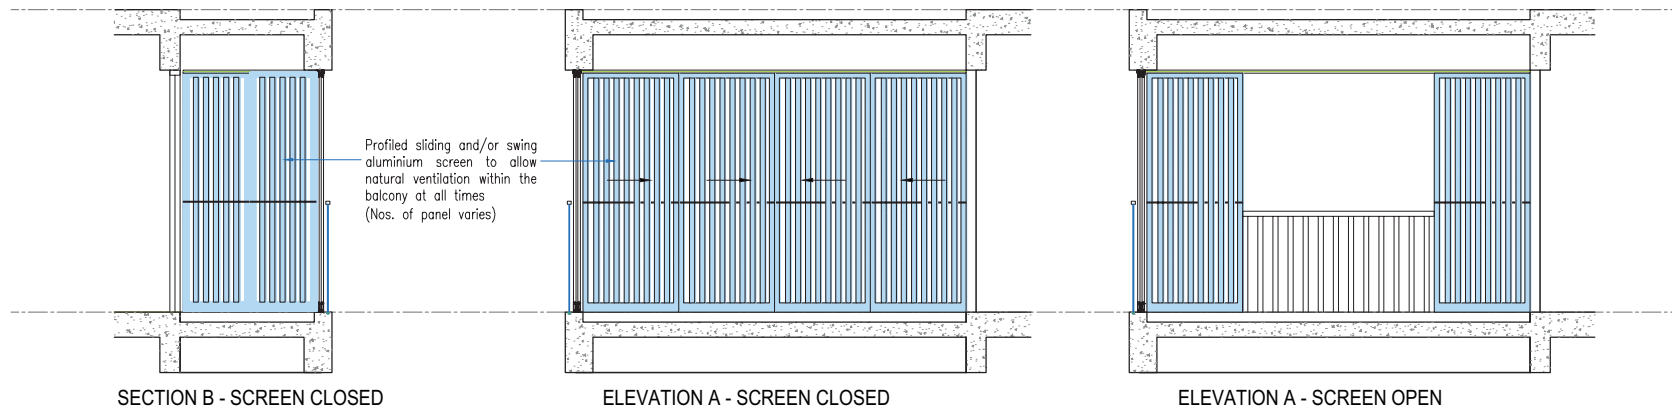 Profiled sliding and/or swing
aluminium screen to allow
natural ventilation within the
balcony at all times
(Nos. of panel varies)
SECTION B - SCREEN CLOSED
ELEVATION A - SCREEN CLOSED
ELEVATION A - SCREEN OPEN